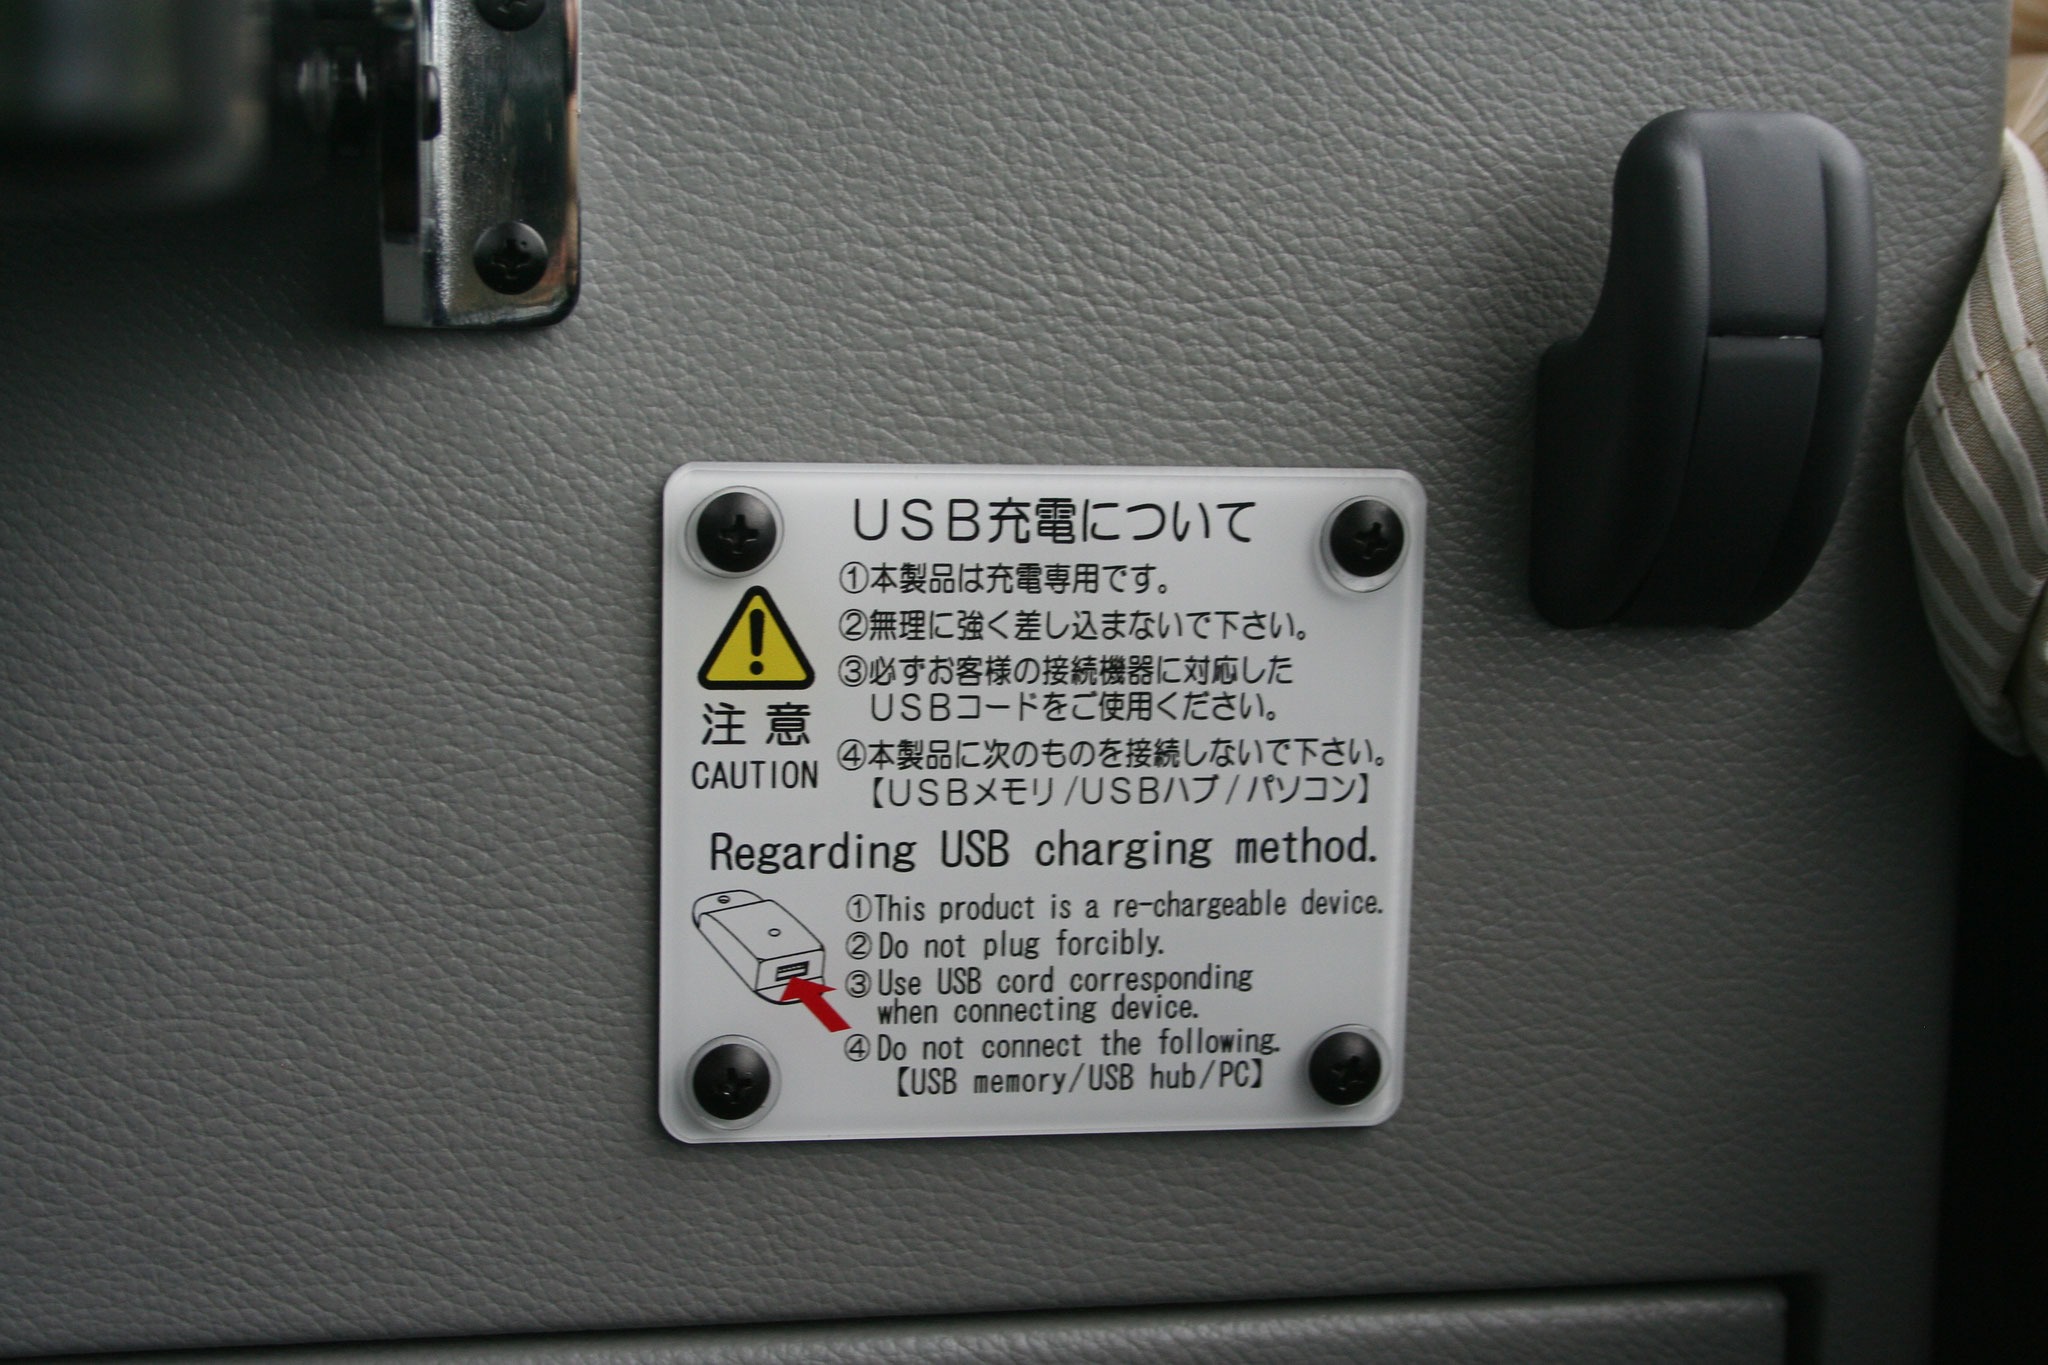 USB充電について
①本製品は充電専用です。
②無理に強く差し込まないで下さい。
③必ずお客様の接続機器に対応した
USBコードをご使用ください。
④本製品に次のものを接続しないで下さい。
【USBメモリ/USBハブ/パソコン】
注意
CAUTION
Regarding USB charging method.
①This product is a re-chargeable device.
②Do not plug forcibly.
③Use USB cord corresponding
when connecting device.
④Do not connect the following.
【USB memory/USB hub/PC】